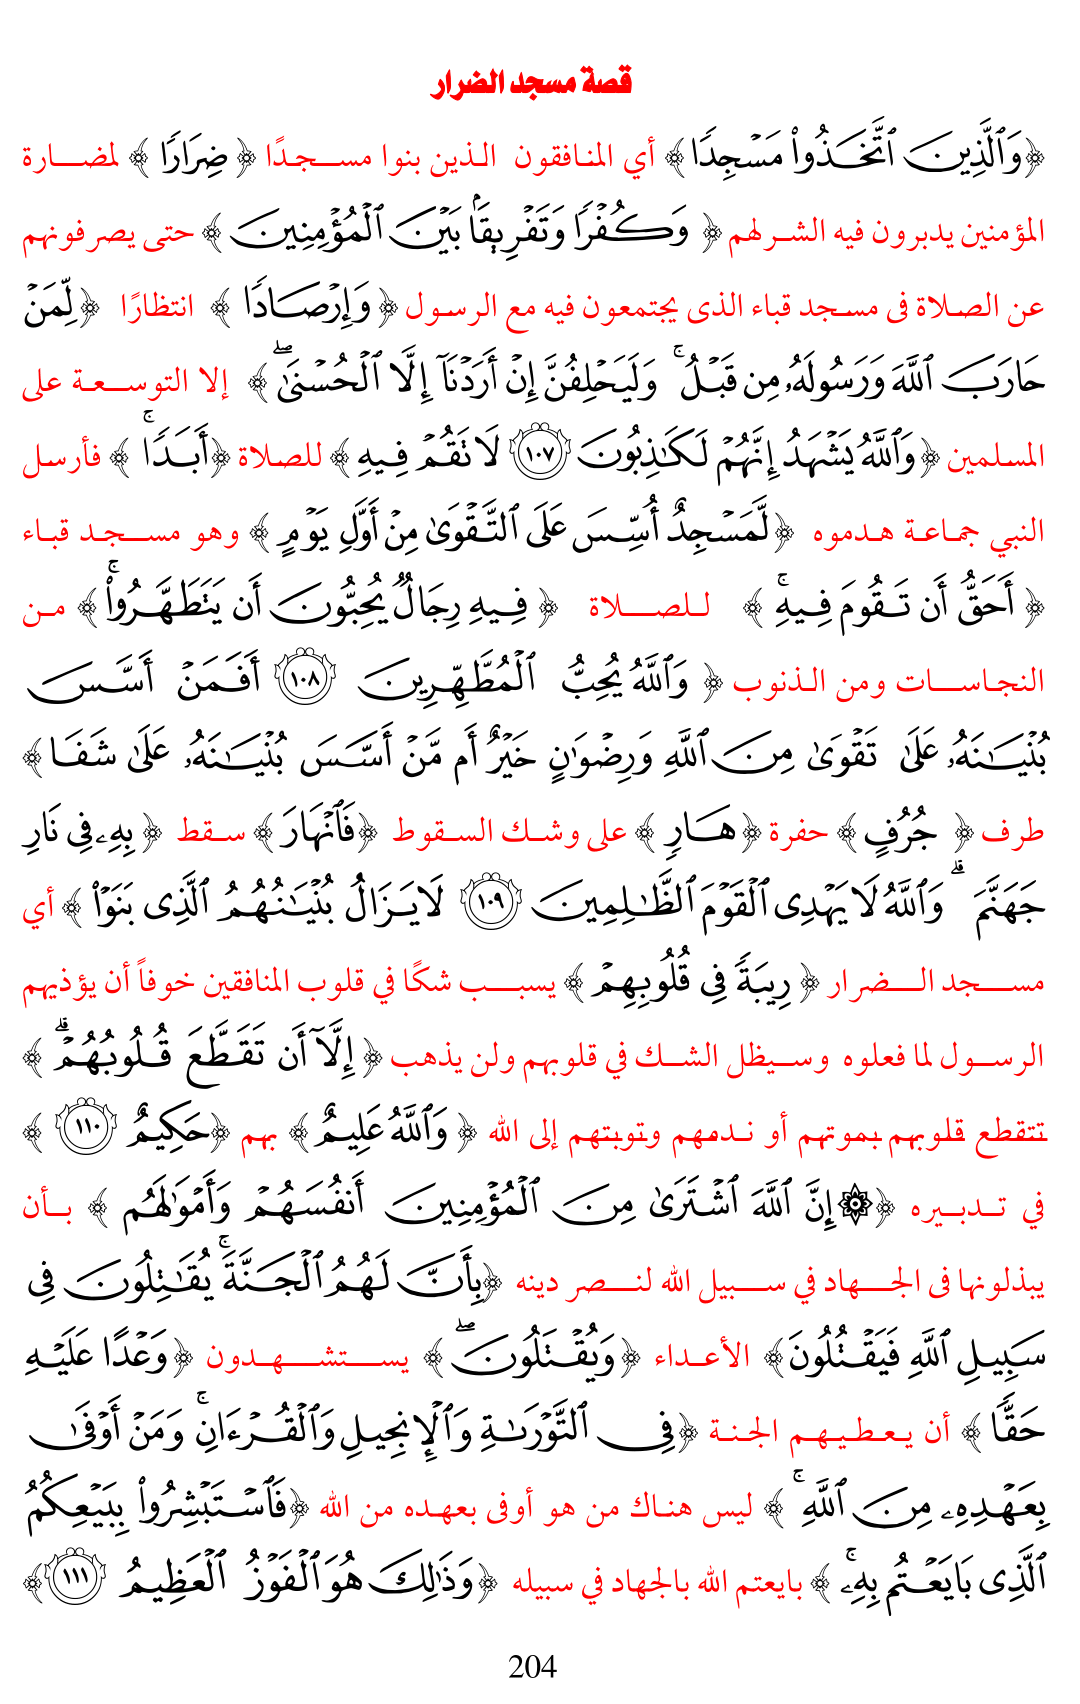 قصة مسجد الضرار
﴿وَٱلَّذِينَ ٱتَّخَذُوا۟ مَسۡجِدًا﴾ أي المنافقون الذين بنوا مسجدًا ﴿ضِرَارًا﴾ لمضارة
المؤمنين يدبرون فيه الشر لهم ﴿وَكُفۡرًا وَتَفۡرِيقَۢا بَيۡنَ ٱلۡمُؤۡمِنِينَ﴾ حتى يصرفونهم
عن الصلاة فى مسجد قباء الذى يجتمعون فيه مع الرسول ﴿وَإِرۡصَادًا﴾ انتظارًا ﴿لِّمَنۡ
حَارَبَ ٱللَّهَ وَرَسُولَهُۥ مِن قَبۡلُۚ وَلَيَحۡلِفُنَّ إِنۡ أَرَدۡنَآ إِلَّا ٱلۡحُسۡنَىٰۖ﴾ إلا التوسعة على
المسلمين ﴿وَٱللَّهُ يَشۡهَدُ إِنَّهُمۡ لَكَـٰذِبُونَ ١٠٧ لَا تَقُمۡ فِيهِ﴾ للصلاة ﴿أَبَدًاۚ﴾ فأرسل
النبي جماعة هدموه ﴿لَّمَسۡجِدٌ أُسِّسَ عَلَى ٱلتَّقۡوَىٰ مِنۡ أَوَّلِ يَوۡمٍ﴾ وهو مسجد قباء
﴿أَحَقُّ أَن تَقُومَ فِيهِۚ﴾ للصلاة ﴿فِيهِ رِجَالٌ يُحِبُّونَ أَن يَتَطَهَّرُوا۟ۚ﴾ من
النجاسات ومن الذنوب ﴿وَٱللَّهُ يُحِبُّ ٱلۡمُطَّهِّرِينَ ١٠٨ أَفَمَنۡ أَسَّسَ
بُنۡيَـٰنَهُۥ عَلَىٰ تَقۡوَىٰ مِنَ ٱللَّهِ وَرِضۡوَٰنٍ خَيۡرٌ أَم مَّنۡ أَسَّسَ بُنۡيَـٰنَهُۥ عَلَىٰ شَفَا﴾
طرف ﴿جُرُفٍ﴾ حفرة ﴿هَارٍ﴾ على وشك السقوط ﴿فَٱنۡهَارَ﴾ سقط ﴿بِهِۦ فِى نَارِ
جَهَنَّمَۗ وَٱللَّهُ لَا يَهۡدِى ٱلۡقَوۡمَ ٱلظَّـٰلِمِينَ ١٠٩ لَا يَزَالُ بُنۡيَـٰنُهُمُ ٱلَّذِى بَنَوۡا۟﴾ أي
مسجد الضرار ﴿رِيبَةً فِى قُلُوبِهِمۡ﴾ يسبب شكًا في قلوب المنافقين خوفاً أن يؤذيهم
الرسول لما فعلوه وسيظل الشك في قلوبهم ولن يذهب ﴿إِلَّآ أَن تَقَطَّعَ قُلُوبُهُمۡۗ﴾
تتقطع قلوبهم بموتهم أو ندمهم وتوبتهم إلى الله ﴿وَٱللَّهُ عَلِيمٌ﴾ بهم ﴿حَكِيمٌ ١١٠﴾
في تدبيره ﴿۞إِنَّ ٱللَّهَ ٱشۡتَرَىٰ مِنَ ٱلۡمُؤۡمِنِينَ أَنفُسَهُمۡ وَأَمۡوَٰلَهُم﴾ بأن
يبذلونها فى الجهاد في سبيل الله لنصر دينه ﴿بِأَنَّ لَهُمُ ٱلۡجَنَّةَۚ يُقَـٰتِلُونَ فِى
سَبِيلِ ٱللَّهِ فَيَقۡتُلُونَ﴾ الأعداء ﴿وَيُقۡتَلُونَۖ﴾ يستشهدون ﴿وَعۡدًا عَلَيۡهِ
حَقًّا﴾ أن يعطيهم الجنة ﴿فِى ٱلتَّوۡرَىٰةِ وَٱلۡإِنجِيلِ وَٱلۡقُرۡءَانِۚ وَمَنۡ أَوۡفَىٰ
بِعَهۡدِهِۦ مِنَ ٱللَّهِۚ﴾ ليس هناك من هو أوفى بعهده من الله ﴿فَٱسۡتَبۡشِرُوا۟ بِبَيۡعِكُمُ
ٱلَّذِى بَايَعۡتُم بِهِۦۚ﴾ بايعتم الله بالجهاد في سبيله ﴿وَذَٰلِكَ هُوَ ٱلۡفَوۡزُ ٱلۡعَظِيمُ ١١١﴾
204